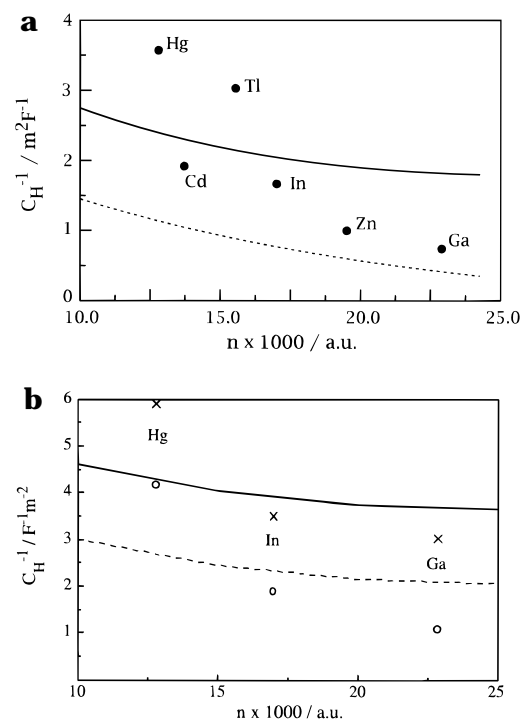 a
4
Hg
Tl
3
C_H^-1 / m^2F^-1
2
Cd
In
1
Zn
Ga
0
10.0 15.0 20.0 25.0
n x 1000 / a.u.
b
6
Hg
5
4
C_H^-1 / F^-1m^-2
3
In
Ga
2
1
10 15 20 25
n x 1000 / a.u.